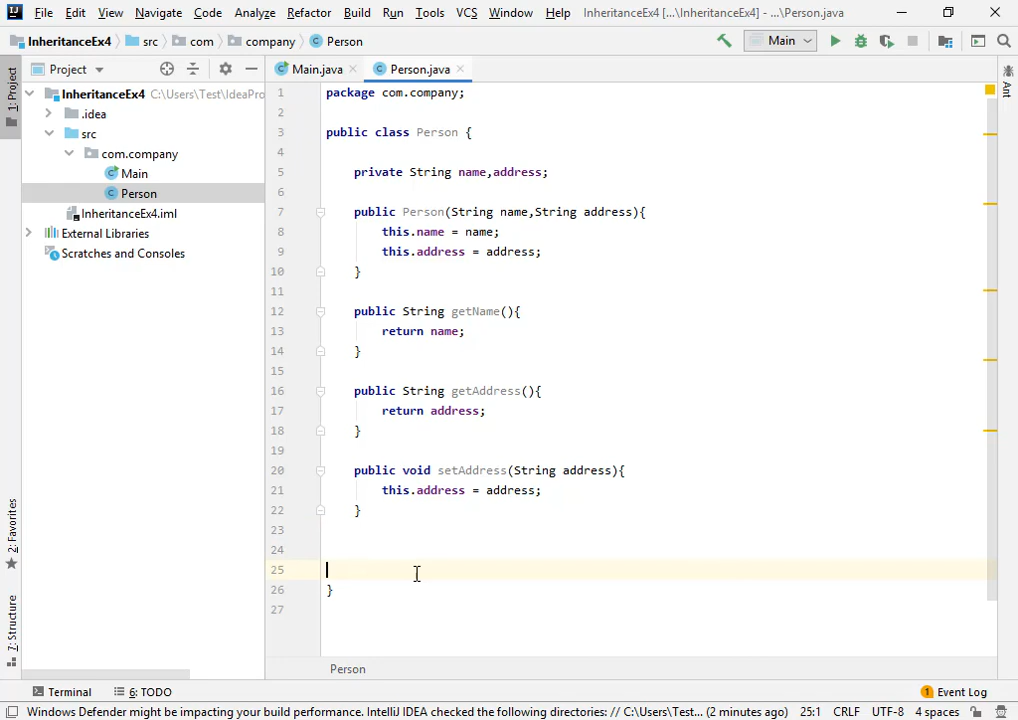 File Edit View Navigate Code Analyze Refactor Build Run Tools VCS Window Help InheritanceEx4 [...\InheritanceEx4] - ...\Person.java
InheritanceEx4 src com company Person Main
1: Project
Project
Main.java Person.java
Ant
InheritanceEx4 C:\Users\Test\IdeaPro
.idea
src
com.company
Main
Person
InheritanceEx4.iml
External Libraries
Scratches and Consoles
2: Favorites
7: Structure
1 package com.company;
2
3 public class Person {
4
5 private String name,address;
6
7 public Person(String name,String address){
8 this.name = name;
9 this.address = address;
10 }
11
12 public String getName(){
13 return name;
14 }
15
16 public String getAddress(){
17 return address;
18 }
19
20 public void setAddress(String address){
21 this.address = address;
22 }
23
24
25
26 }
27
Person
Terminal 6: TODO 1 Event Log
Windows Defender might be impacting your build performance. IntelliJ IDEA checked the following directories: // C:\Users\Test... (2 minutes ago) 25:1 CRLF UTF-8 4 spaces